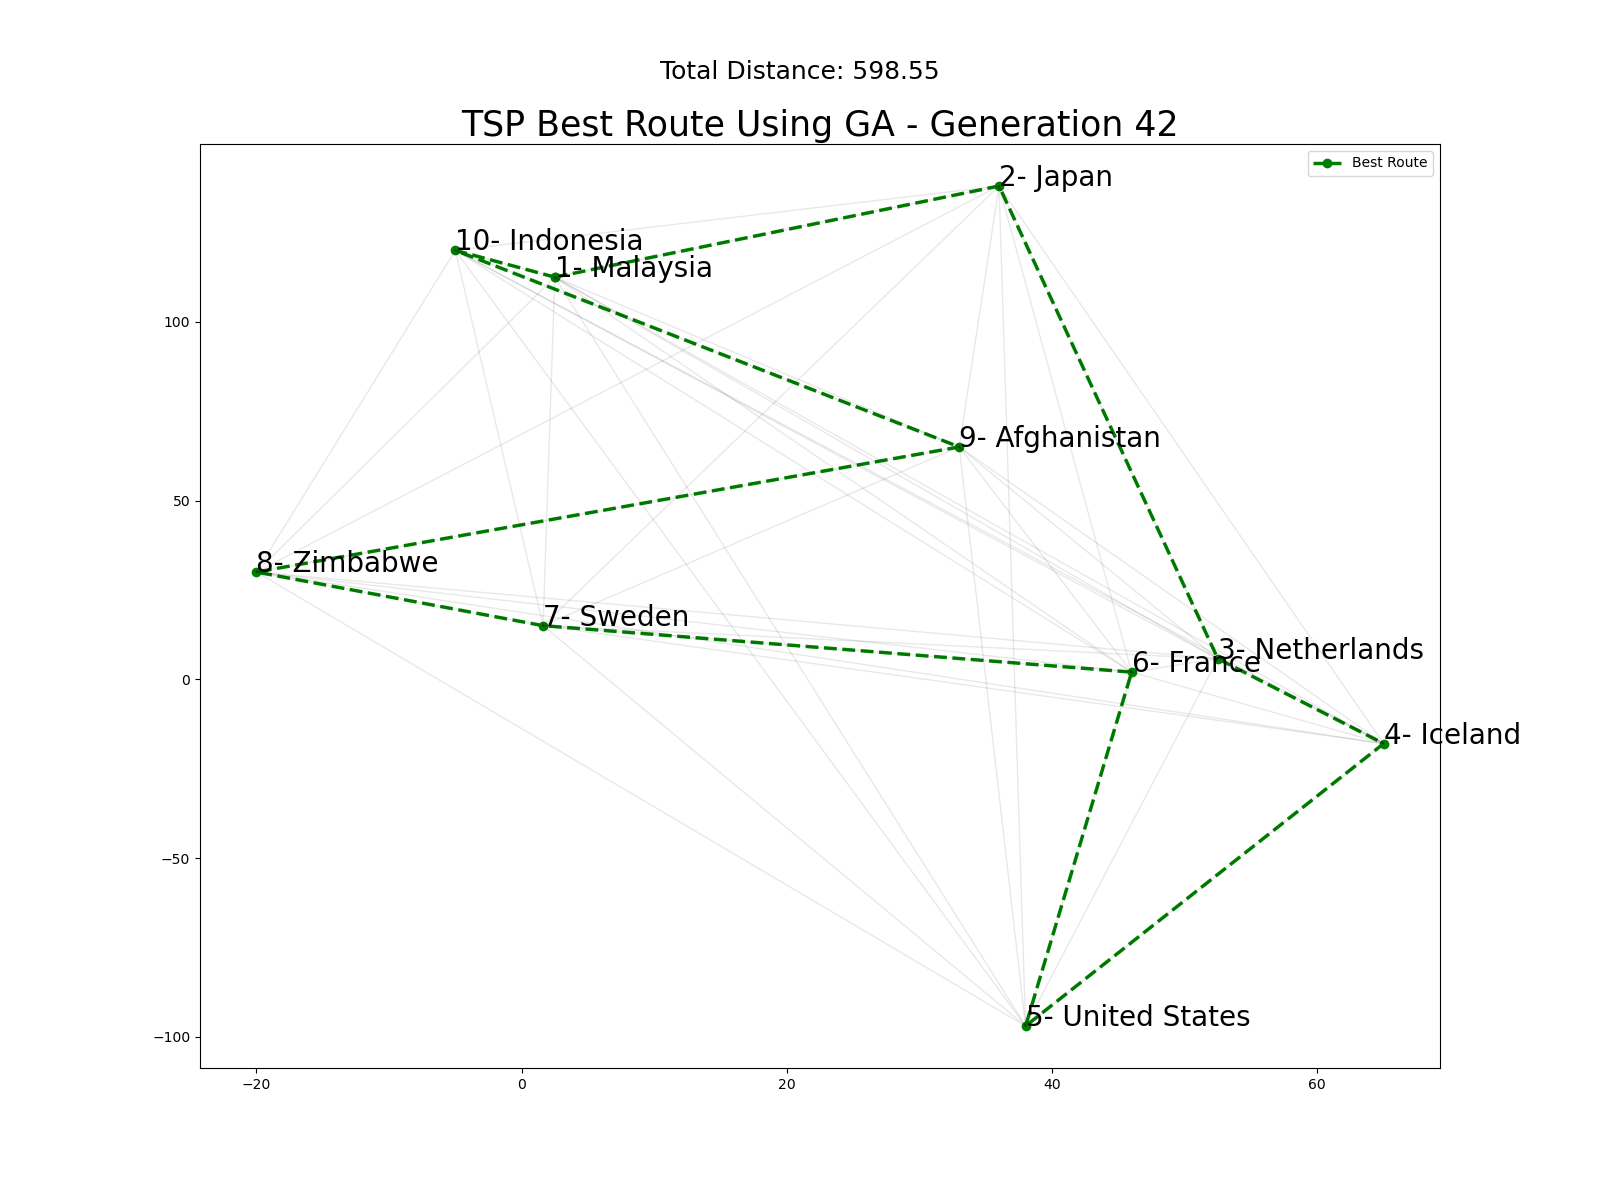 Total Distance: 598.55
TSP Best Route Using GA - Generation 42
Best Route
2- Japan
10- Indonesia
1- Malaysia
100
9- Afghanistan
50
8- Zimbabwe
7- Sweden
3- Netherlands
6- France
0
4- Iceland
−50
5- United States
−100
−20 0 20 40 60